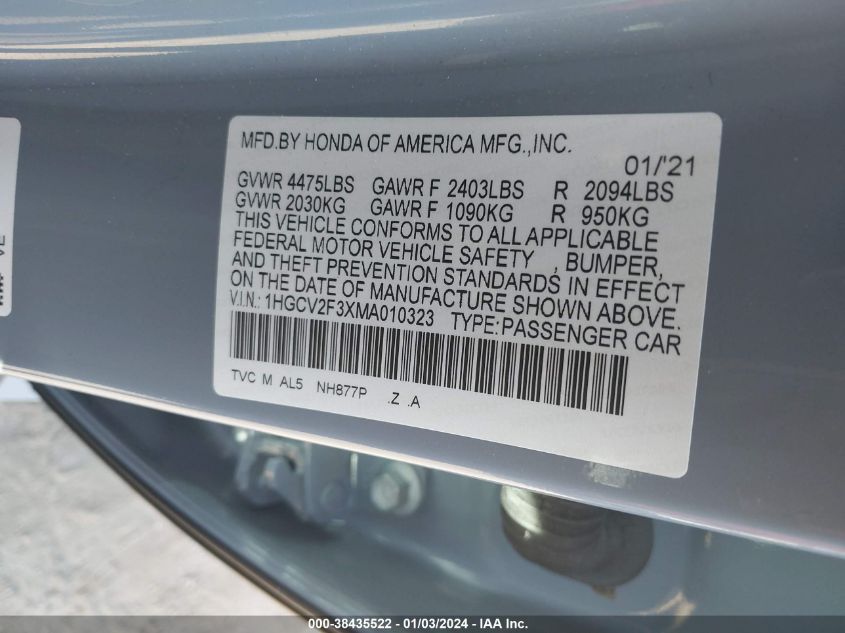 MFD.BY HONDA OF AMERICA MFG.,INC.
01/'21
GVWR 4475LBS GAWR F 2403LBS R 2094LBS
GVWR 2030KG GAWR F 1090KG R 950KG
THIS VEHICLE CONFORMS TO ALL APPLICABLE
FEDERAL MOTOR VEHICLE SAFETY , BUMPER,
AND THEFT PREVENTION STANDARDS IN EFFECT
ON THE DATE OF MANUFACTURE SHOWN ABOVE.
V.I.N.: 1HGCV2F3XMA010323 TYPE:PASSENGER CAR
TVC M AL5 NH877P .Z .A
VE
000-38435522 - 01/03/2024 - IAA Inc.